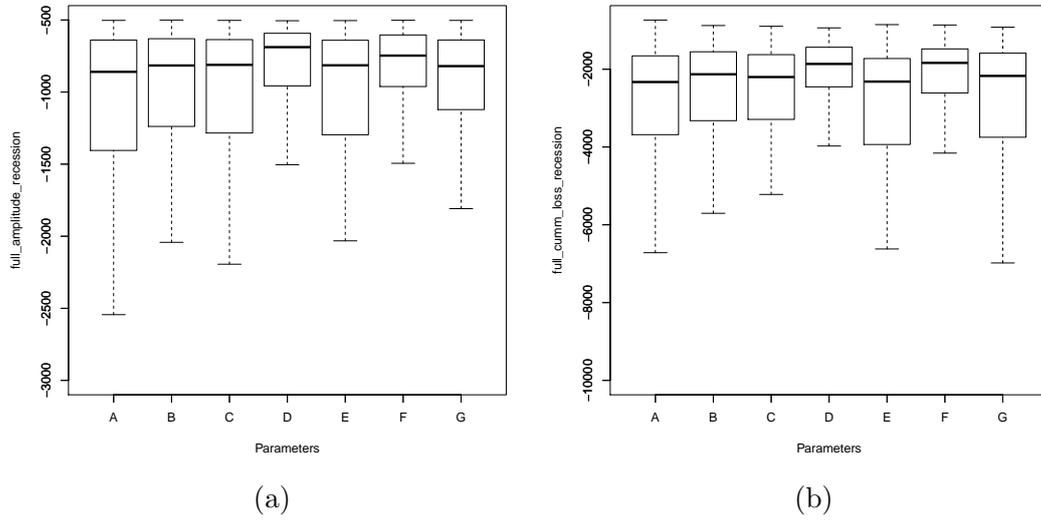 full_amplitude_recession
-500
-1000
-1500
-2000
-2500
-3000
A B C D E F G
Parameters
(a)
full_cumm_loss_recession
-2000
-4000
-6000
-8000
-10000
A B C D E F G
Parameters
(b)